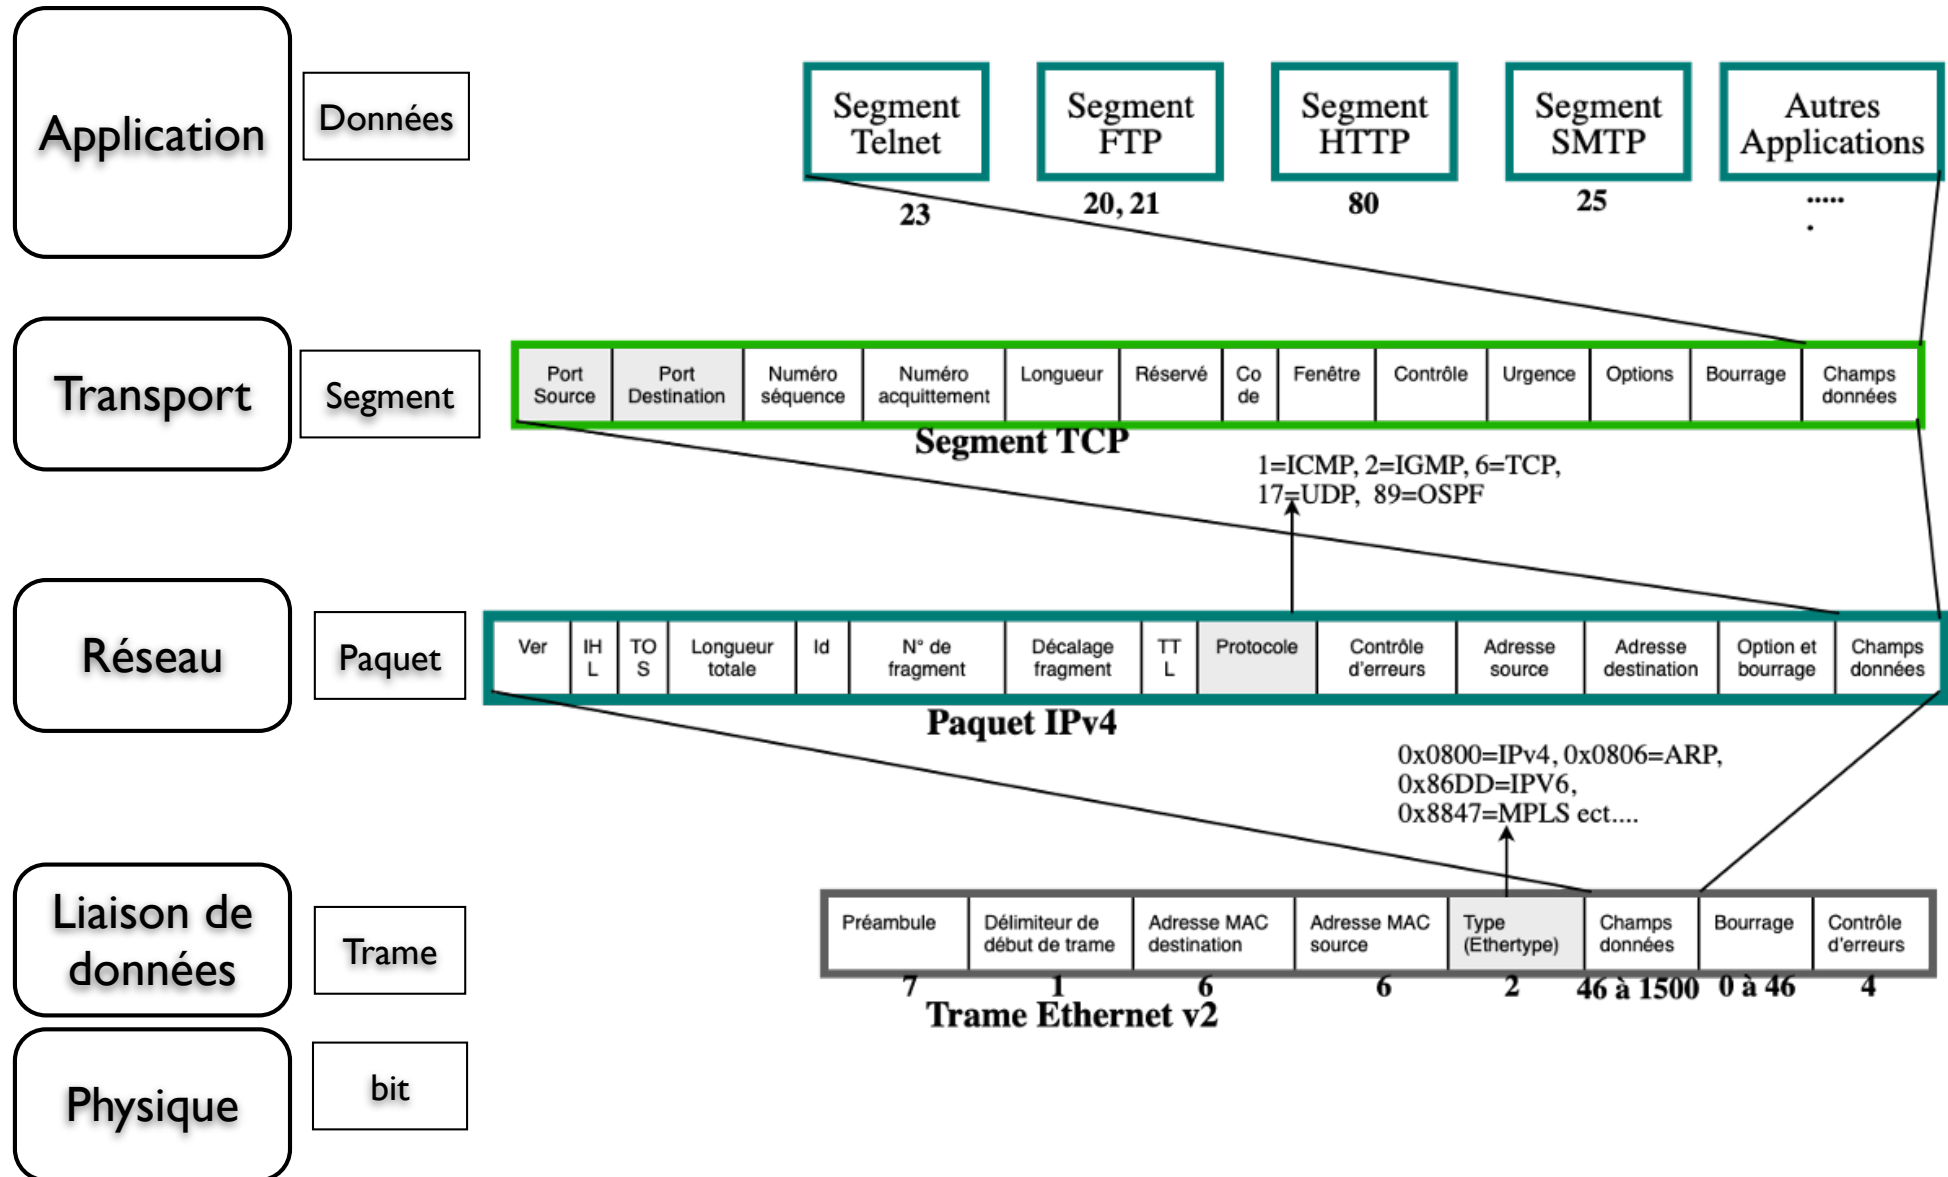 Application
Données
Segment
Telnet
Segment
FTP
Segment
HTTP
Segment
SMTP
Autres
Applications
23
20, 21
80
25
.....
.
Transport
Segment
Port
Source
Port
Destination
Numéro
séquence
Numéro
acquittement
Longueur
Réservé
Co
de
Fenêtre
Contrôle
Urgence
Options
Bourrage
Champs
données
Segment TCP
1=ICMP, 2=IGMP, 6=TCP,
17=UDP, 89=OSPF
Réseau
Paquet
Ver
IH
L
TO
S
Longueur
totale
Id
N° de
fragment
Décalage
fragment
TT
L
Protocole
Contrôle
d'erreurs
Adresse
source
Adresse
destination
Option et
bourrage
Champs
données
Paquet IPv4
0x0800=IPv4, 0x0806=ARP,
0x86DD=IPV6,
0x8847=MPLS ect....
Liaison de
données
Trame
Préambule
Délimiteur de
début de trame
Adresse MAC
destination
Adresse MAC
source
Type
(Ethertype)
Champs
données
Bourrage
Contrôle
d'erreurs
7
1
6
6
2
46 à 1500
0 à 46
4
Trame Ethernet v2
Physique
bit